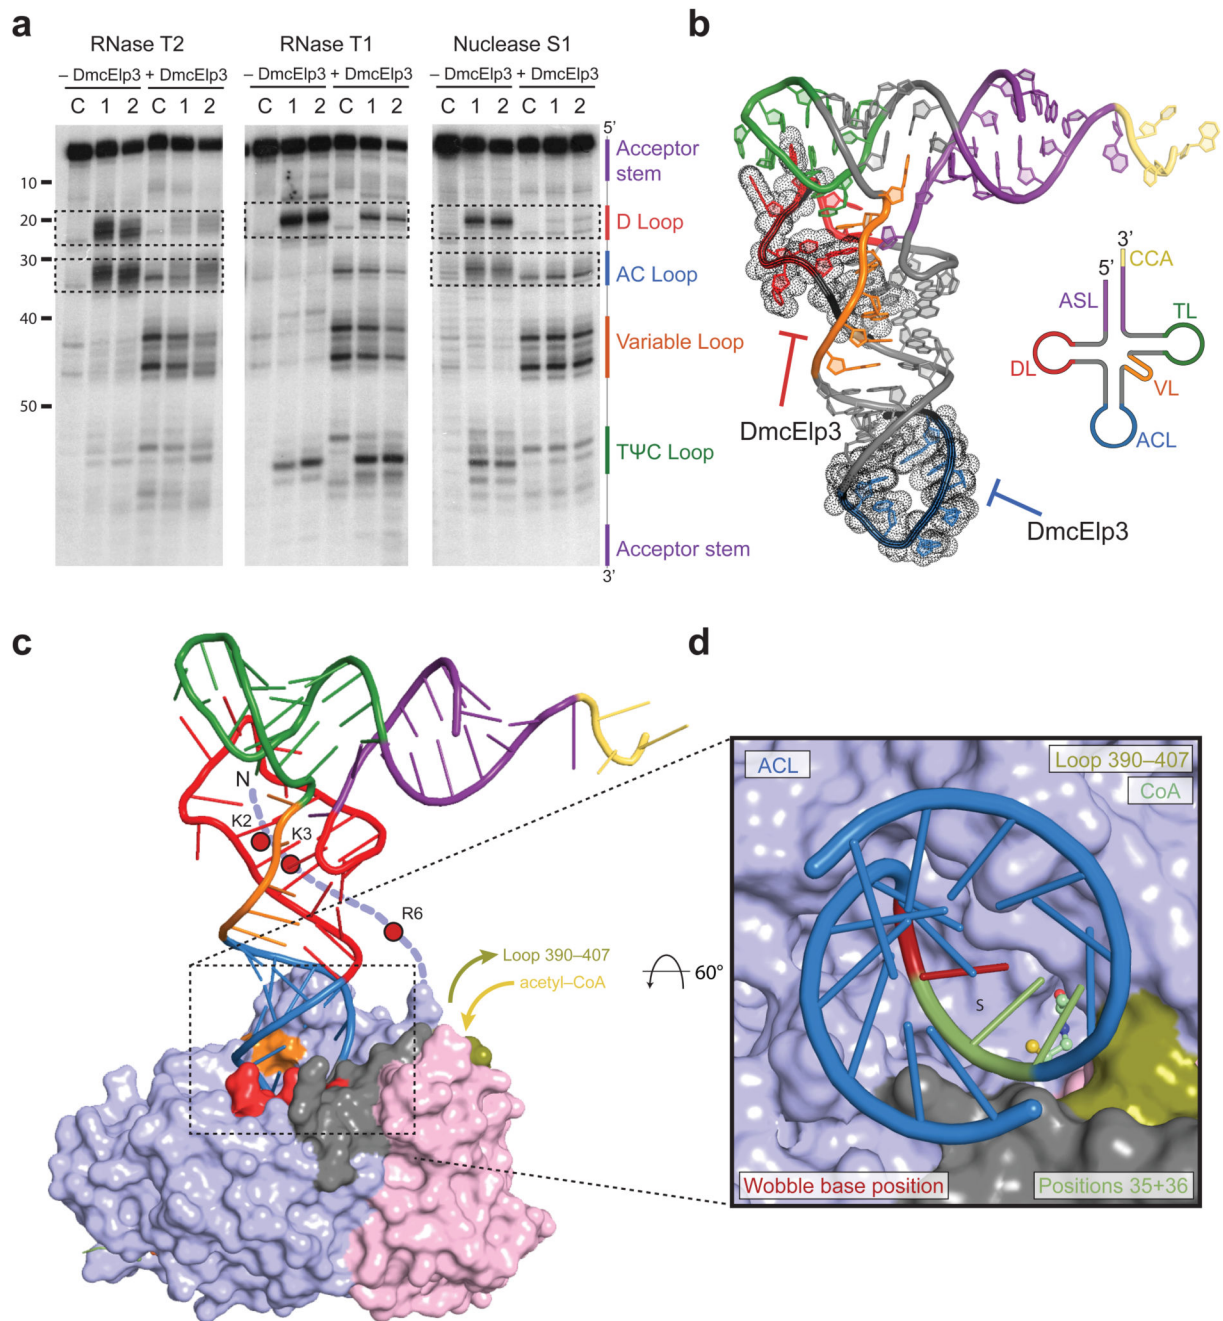 a
RNase T2
RNase T1
Nuclease S1
– DmcElp3 + DmcElp3
– DmcElp3 + DmcElp3
– DmcElp3 + DmcElp3
C 1 2 C 1 2
C 1 2 C 1 2
C 1 2 C 1 2
10
20
30
40
50
5'
Acceptor
stem
D Loop
AC Loop
Variable Loop
TΨC Loop
Acceptor stem
3'
b
DmcElp3
DmcElp3
3'
5'
CCA
ASL
TL
DL
VL
ACL
c
N
K2
K3
R6
Loop 390–407
acetyl–CoA
60°
d
ACL
Loop 390–407
CoA
S
Wobble base position
Positions 35+36